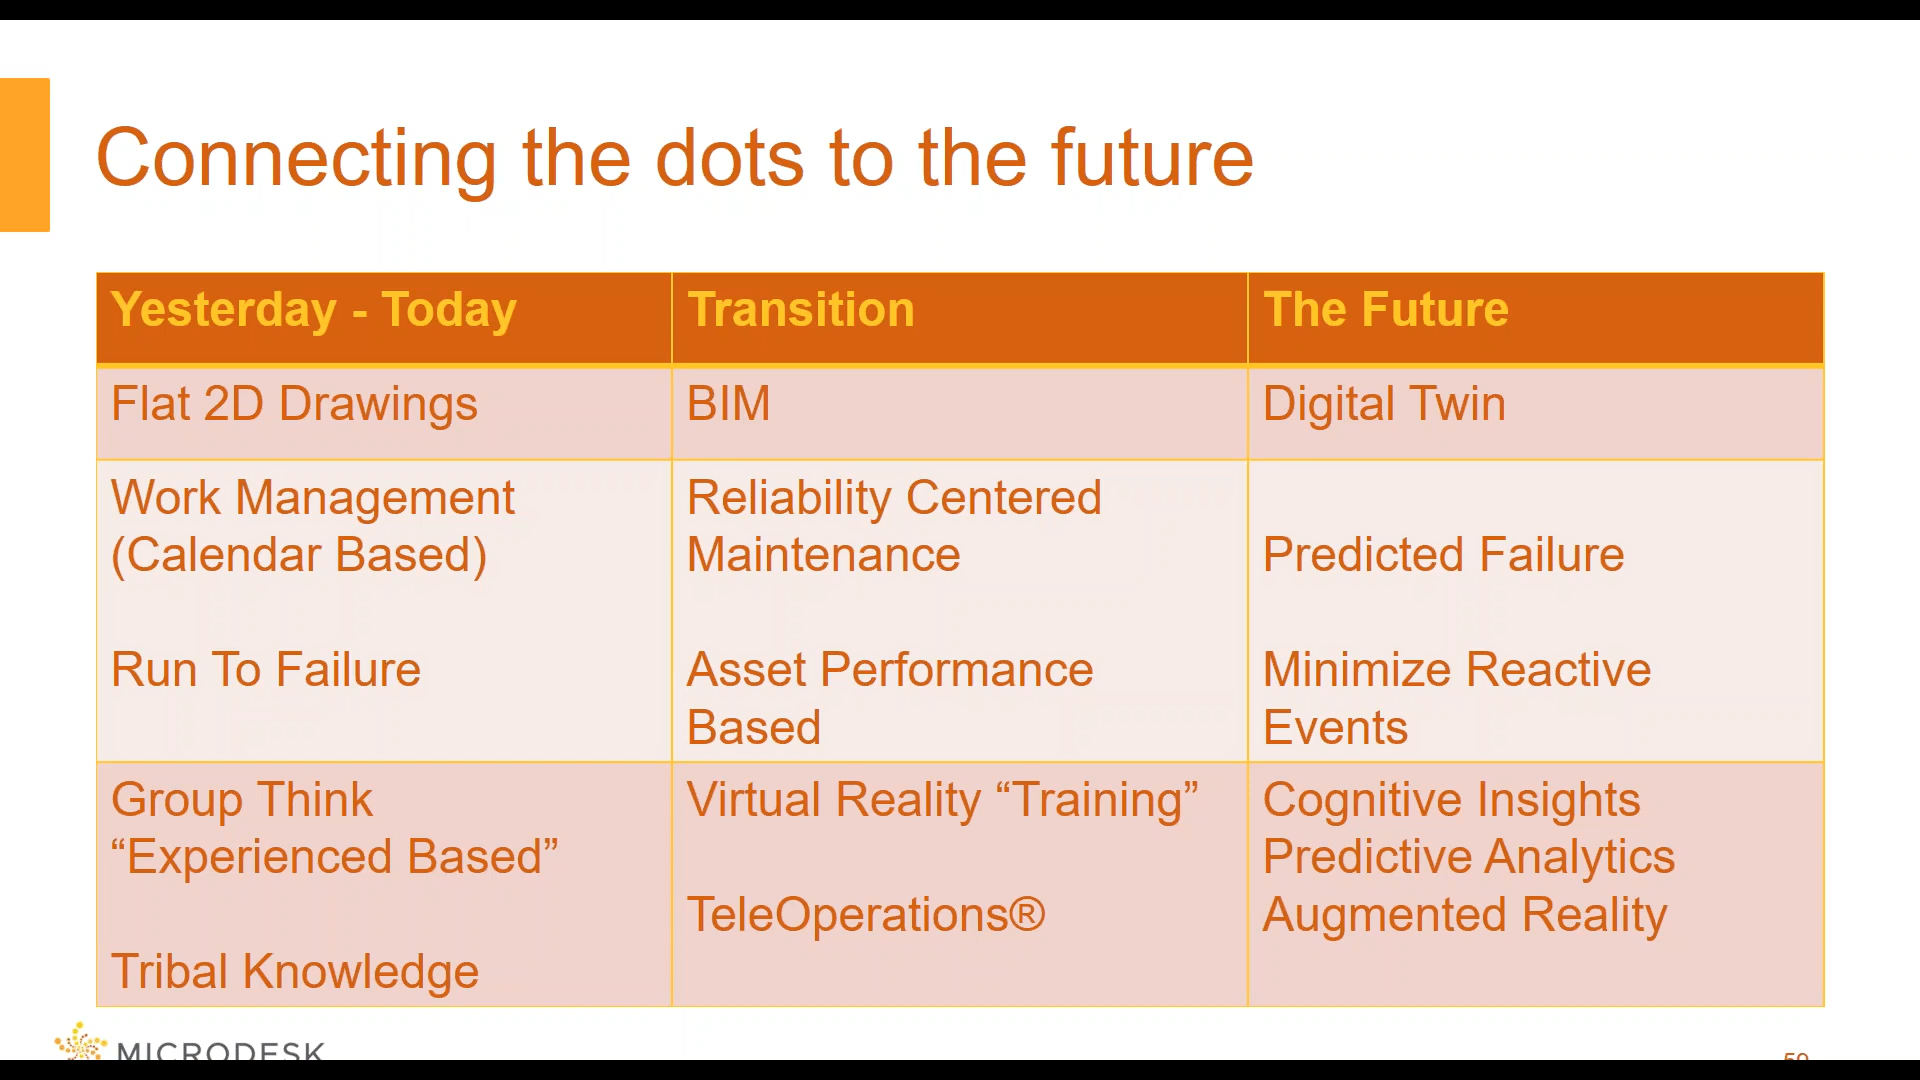 Connecting the dots to the future
Yesterday - Today
Transition
The Future
Flat 2D Drawings
BIM
Digital Twin
Work Management
(Calendar Based)
Run To Failure
Reliability Centered
Maintenance
Asset Performance
Based
Predicted Failure
Minimize Reactive
Events
Group Think
“Experienced Based”
Tribal Knowledge
Virtual Reality “Training”
TeleOperations®
Cognitive Insights
Predictive Analytics
Augmented Reality
MICRODESK